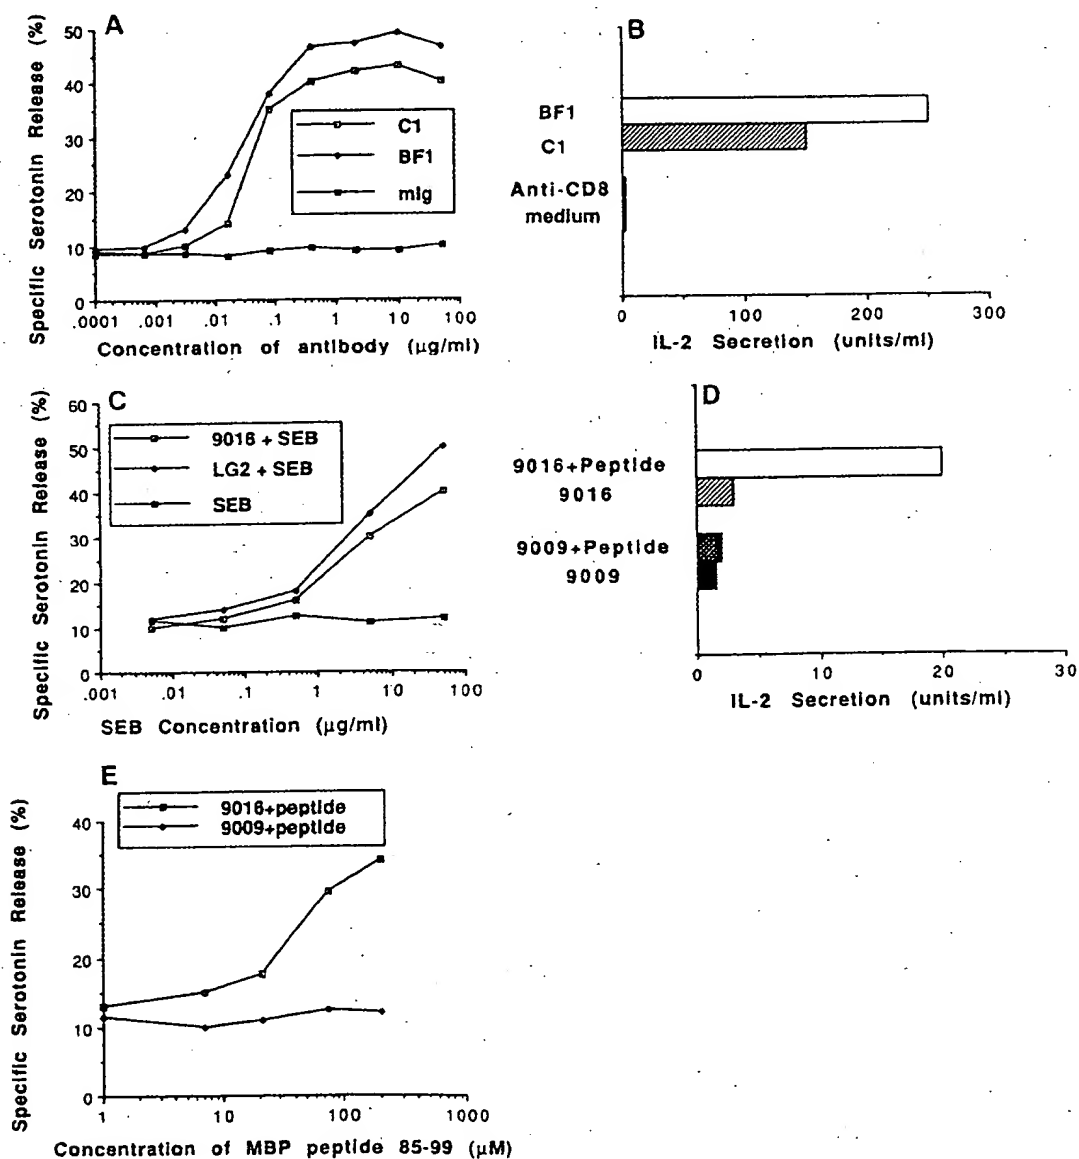 A
Specific Serotonin Release (%)
50
40
30
20
10
0
C1
BF1
mIg
.0001 .001 .01 .1 1 10 100
Concentration of antibody (µg/ml)
B
BF1
C1
Anti-CD8
medium
0 100 200 300
IL-2 Secretion (units/ml)
C
Specific Serotonin Release (%)
60
50
40
30
20
10
0
9016 + SEB
LG2 + SEB
SEB
.001 .01 .1 1 10 100
SEB Concentration (µg/ml)
D
9016+Peptide
9016
9009+Peptide
9009
0 10 20 30
IL-2 Secretion (units/ml)
E
Specific Serotonin Release (%)
40
30
20
10
0
9016+peptide
9009+peptide
1 10 100 1000
Concentration of MBP peptide 85-99 (µM)